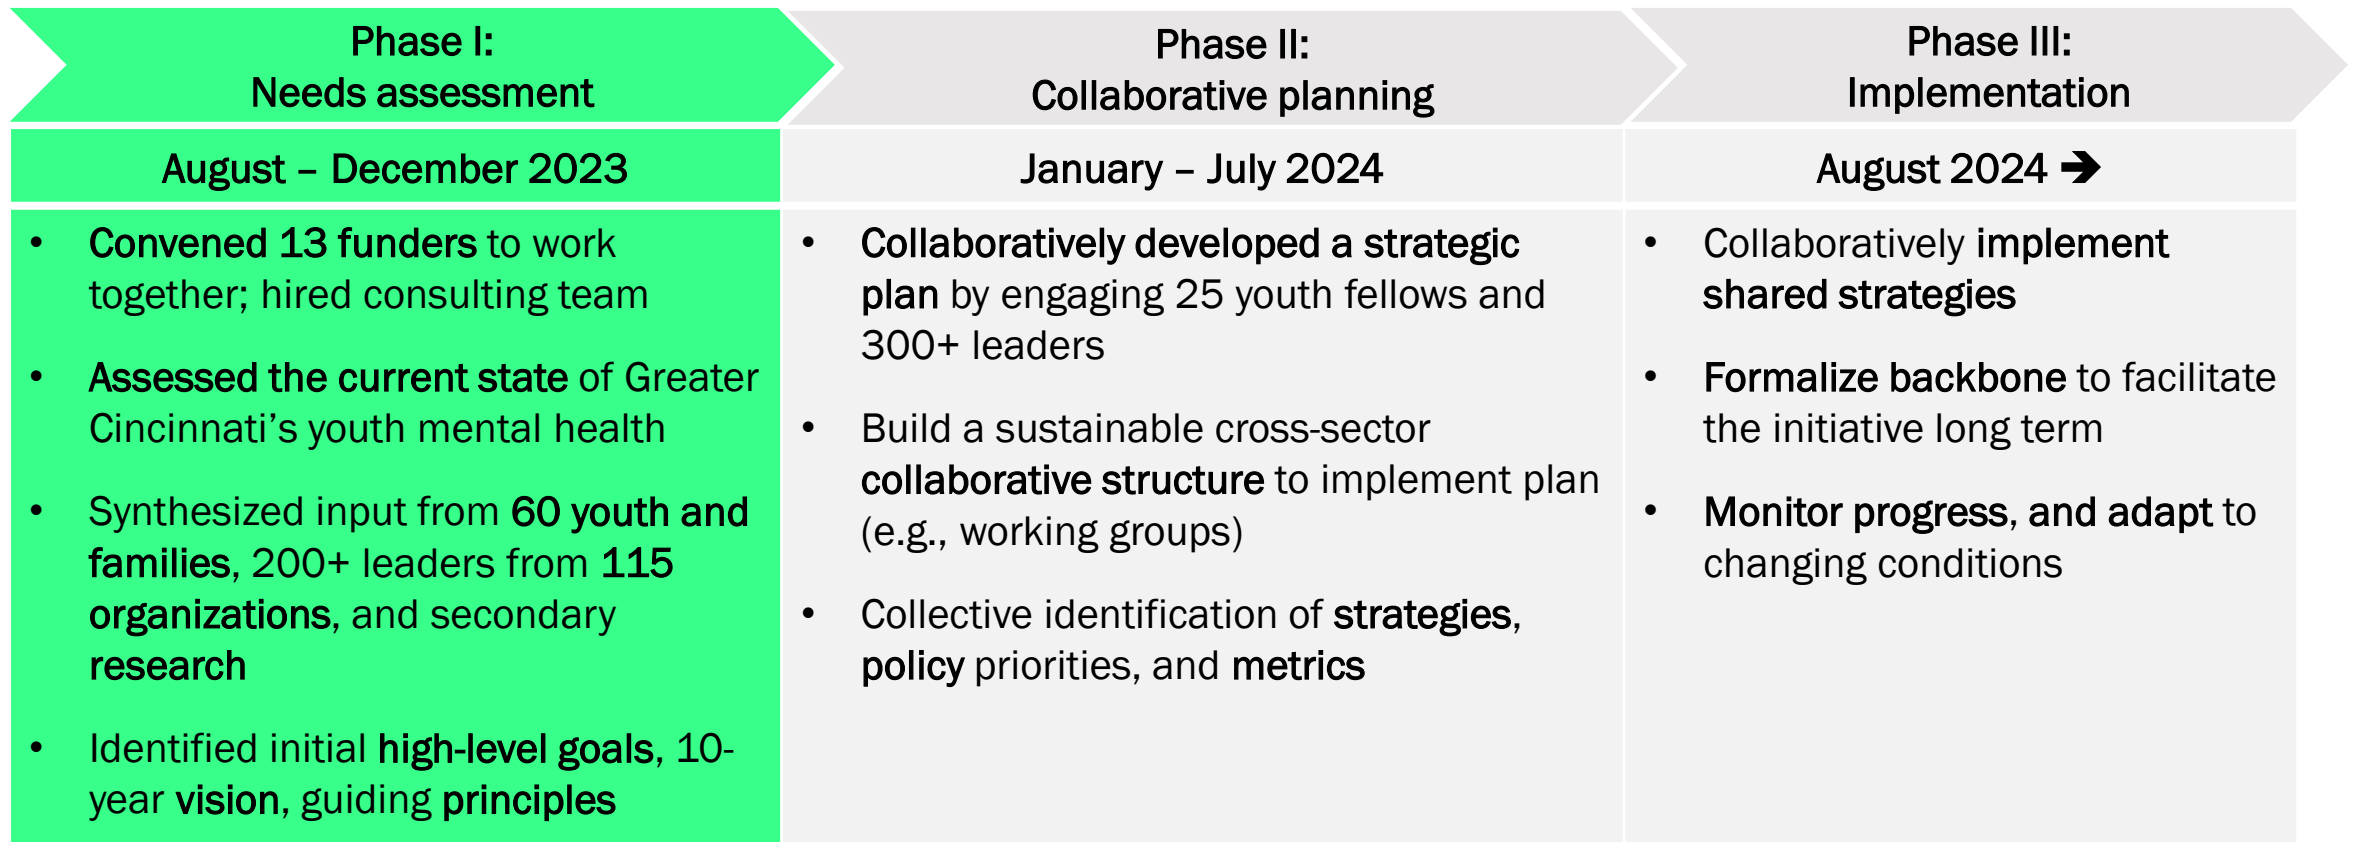 Phase I:
Needs assessment
Phase II:
Collaborative planning
Phase III:
Implementation
August – December 2023
January – July 2024
August 2024 ➔
• Convened 13 funders to work
together; hired consulting team
• Assessed the current state of Greater
Cincinnati’s youth mental health
• Synthesized input from 60 youth and
families, 200+ leaders from 115
organizations, and secondary
research
• Identified initial high-level goals, 10-
year vision, guiding principles
• Collaboratively developed a strategic
plan by engaging 25 youth fellows and
300+ leaders
• Build a sustainable cross-sector
collaborative structure to implement plan
(e.g., working groups)
• Collective identification of strategies,
policy priorities, and metrics
• Collaboratively implement
shared strategies
• Formalize backbone to facilitate
the initiative long term
• Monitor progress, and adapt to
changing conditions